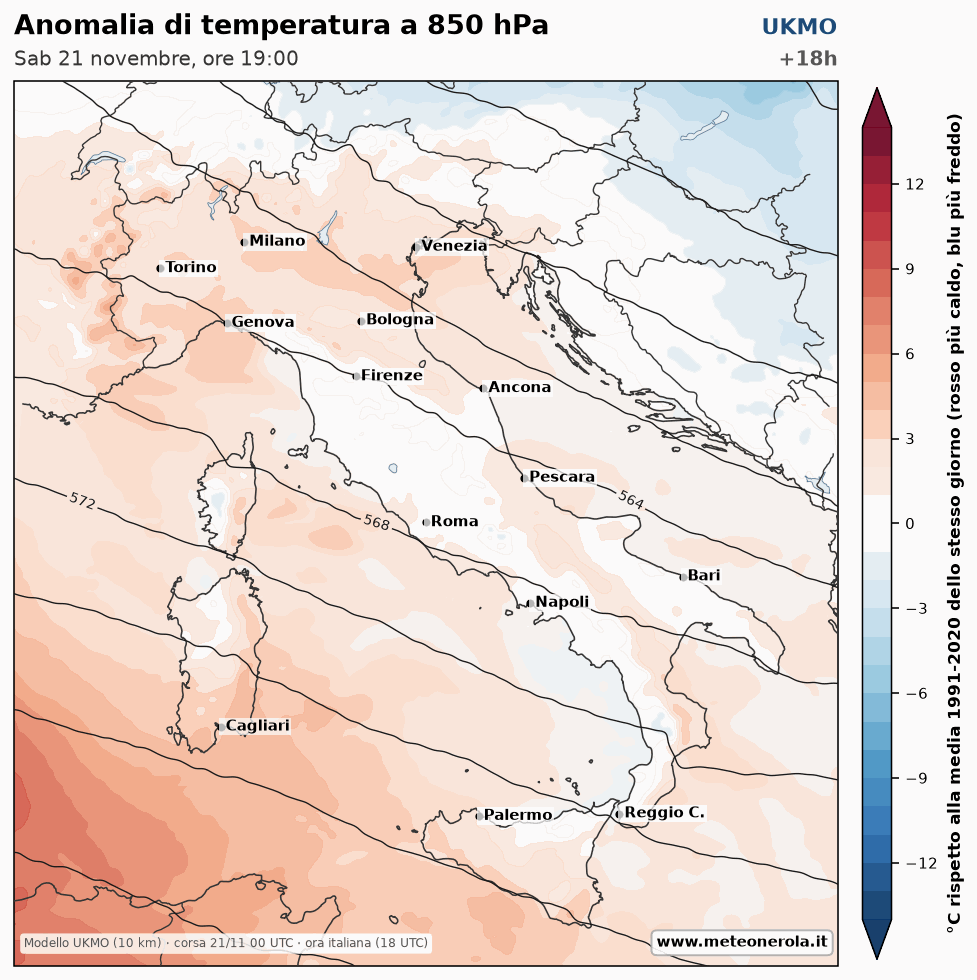 Anomalia di temperatura a 850 hPa
UKMO
Sab 21 novembre, ore 19:00
+18h
Milano
Venezia
Torino
Genova
Bologna
Firenze
Ancona
Pescara
572
564
568
Roma
Bari
Napoli
Cagliari
Palermo
Reggio C.
Modello UKMO (10 km) · corsa 21/11 00 UTC · ora italiana (18 UTC)
www.meteonerola.it
12
9
6
3
0
−3
−6
−9
−12
°C rispetto alla media 1991-2020 dello stesso giorno (rosso più caldo, blu più freddo)